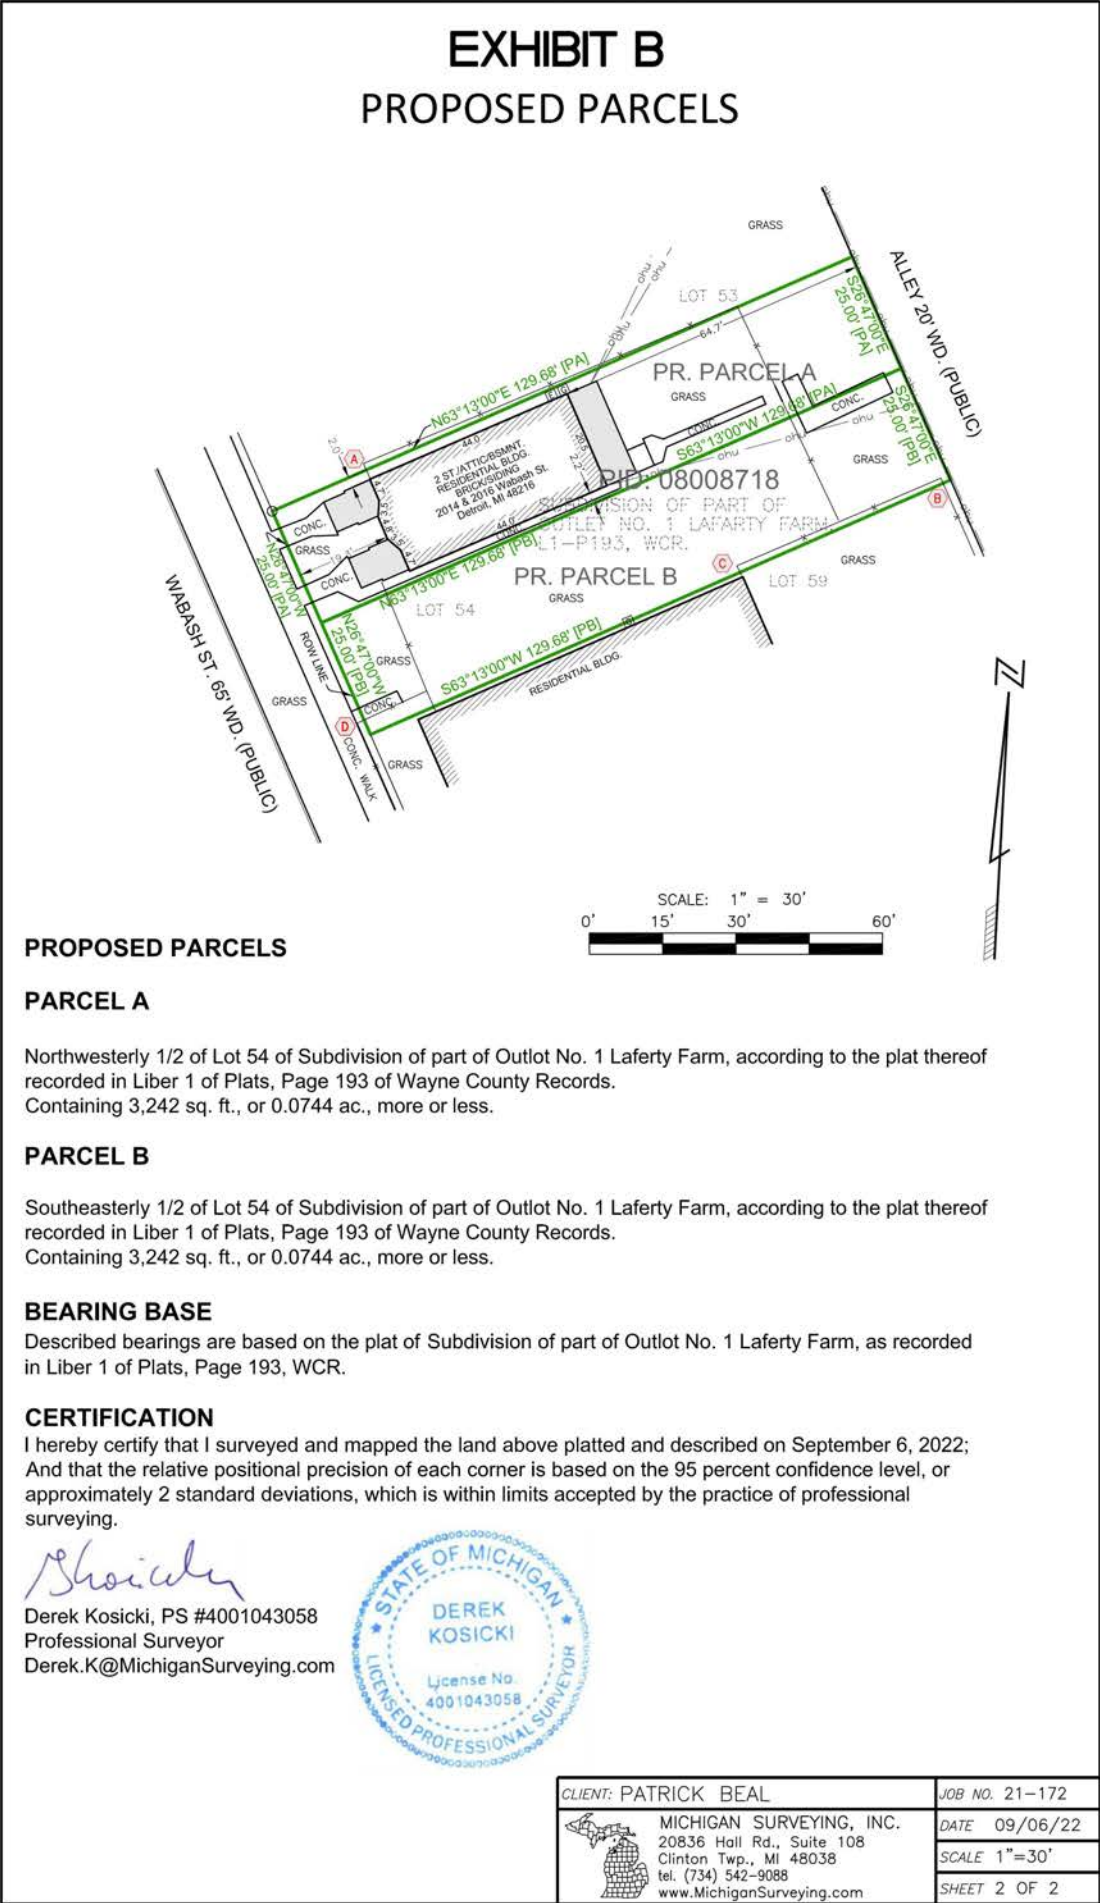 EXHIBIT B
PROPOSED PARCELS
GRASS
ALLEY 20' WD. (PUBLIC)
ohu
ohu
ohu
LOT 53
64.7'
S26°47'00"E
25.00' [PA]
N63°13'00"E 129.68' [PA]
PR. PARCEL A
GRASS
S63°13'00"W 129.68' [PA]
CONC.
CONC.
ohu
ohu
ohu
S26°47'00"E
25.00' [PB]
GRASS
A
2.0'
44.0
2 ST./ATTIC/BSMNT.
RESIDENTIAL BLDG.
BRICK/SIDING
2014 & 2016 Wabash St.
Detroit, MI 48216
44.0
20.5
2.2'
PID: 08008718
SUBDIVISION OF PART OF
OUTLET NO. 1 LAFARTY FARM,
L1-P193, WCR.
B
CONC.
GRASS
CONC.
CONC.
N26°47'00"W
25.00' [PA]
N63°13'00"E 129.68' [PB]
PR. PARCEL B
GRASS
LOT 54
C
LOT 59
GRASS
WABASH ST. 65' WD. (PUBLIC)
ROW LINE
N26°47'00"W
25.00' [PB]
GRASS
S63°13'00"W 129.68' [PB]
RESIDENTIAL BLDG.
GRASS
CONC.
D
CONC. WALK
GRASS
N
SCALE: 1" = 30'
0' 15' 30' 60'
PROPOSED PARCELS
PARCEL A
Northwesterly 1/2 of Lot 54 of Subdivision of part of Outlot No. 1 Laferty Farm, according to the plat thereof
recorded in Liber 1 of Plats, Page 193 of Wayne County Records.
Containing 3,242 sq. ft., or 0.0744 ac., more or less.
PARCEL B
Southeasterly 1/2 of Lot 54 of Subdivision of part of Outlot No. 1 Laferty Farm, according to the plat thereof
recorded in Liber 1 of Plats, Page 193 of Wayne County Records.
Containing 3,242 sq. ft., or 0.0744 ac., more or less.
BEARING BASE
Described bearings are based on the plat of Subdivision of part of Outlot No. 1 Laferty Farm, as recorded
in Liber 1 of Plats, Page 193, WCR.
CERTIFICATION
I hereby certify that I surveyed and mapped the land above platted and described on September 6, 2022;
And that the relative positional precision of each corner is based on the 95 percent confidence level, or
approximately 2 standard deviations, which is within limits accepted by the practice of professional
surveying.
Derek Kosicki, PS #4001043058
Professional Surveyor
Derek.K@MichiganSurveying.com
STATE OF MICHIGAN
DEREK
KOSICKI
License No.
4001043058
LICENSED PROFESSIONAL SURVEYOR
CLIENT: PATRICK BEAL
JOB NO. 21-172
MICHIGAN SURVEYING, INC.
20836 Hall Rd., Suite 108
Clinton Twp., MI 48038
tel. (734) 542-9088
www.MichiganSurveying.com
DATE 09/06/22
SCALE 1"=30'
SHEET 2 OF 2